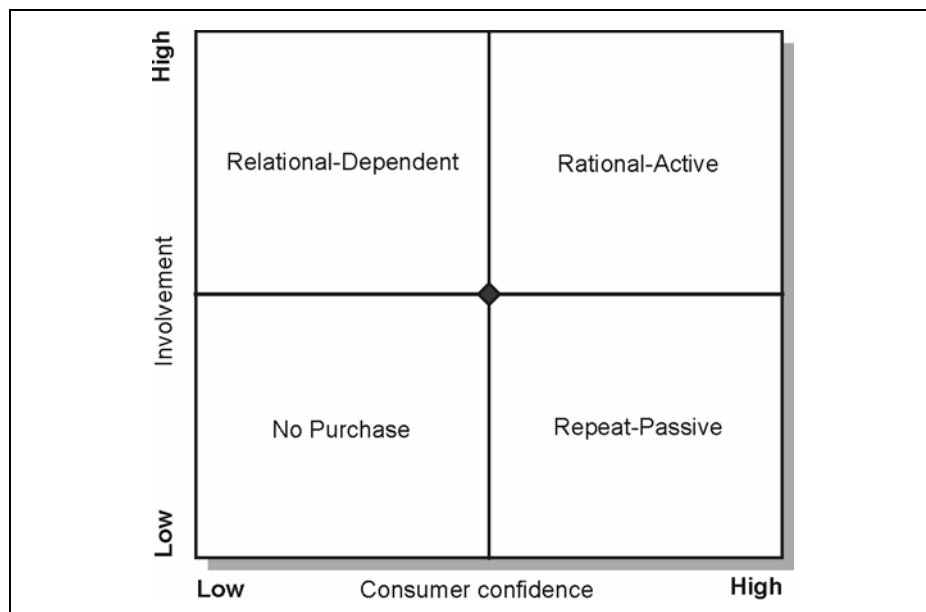 High
Relational-Dependent
Rational-Active
Involvement
No Purchase
Repeat-Passive
Low
Low
Consumer confidence
High